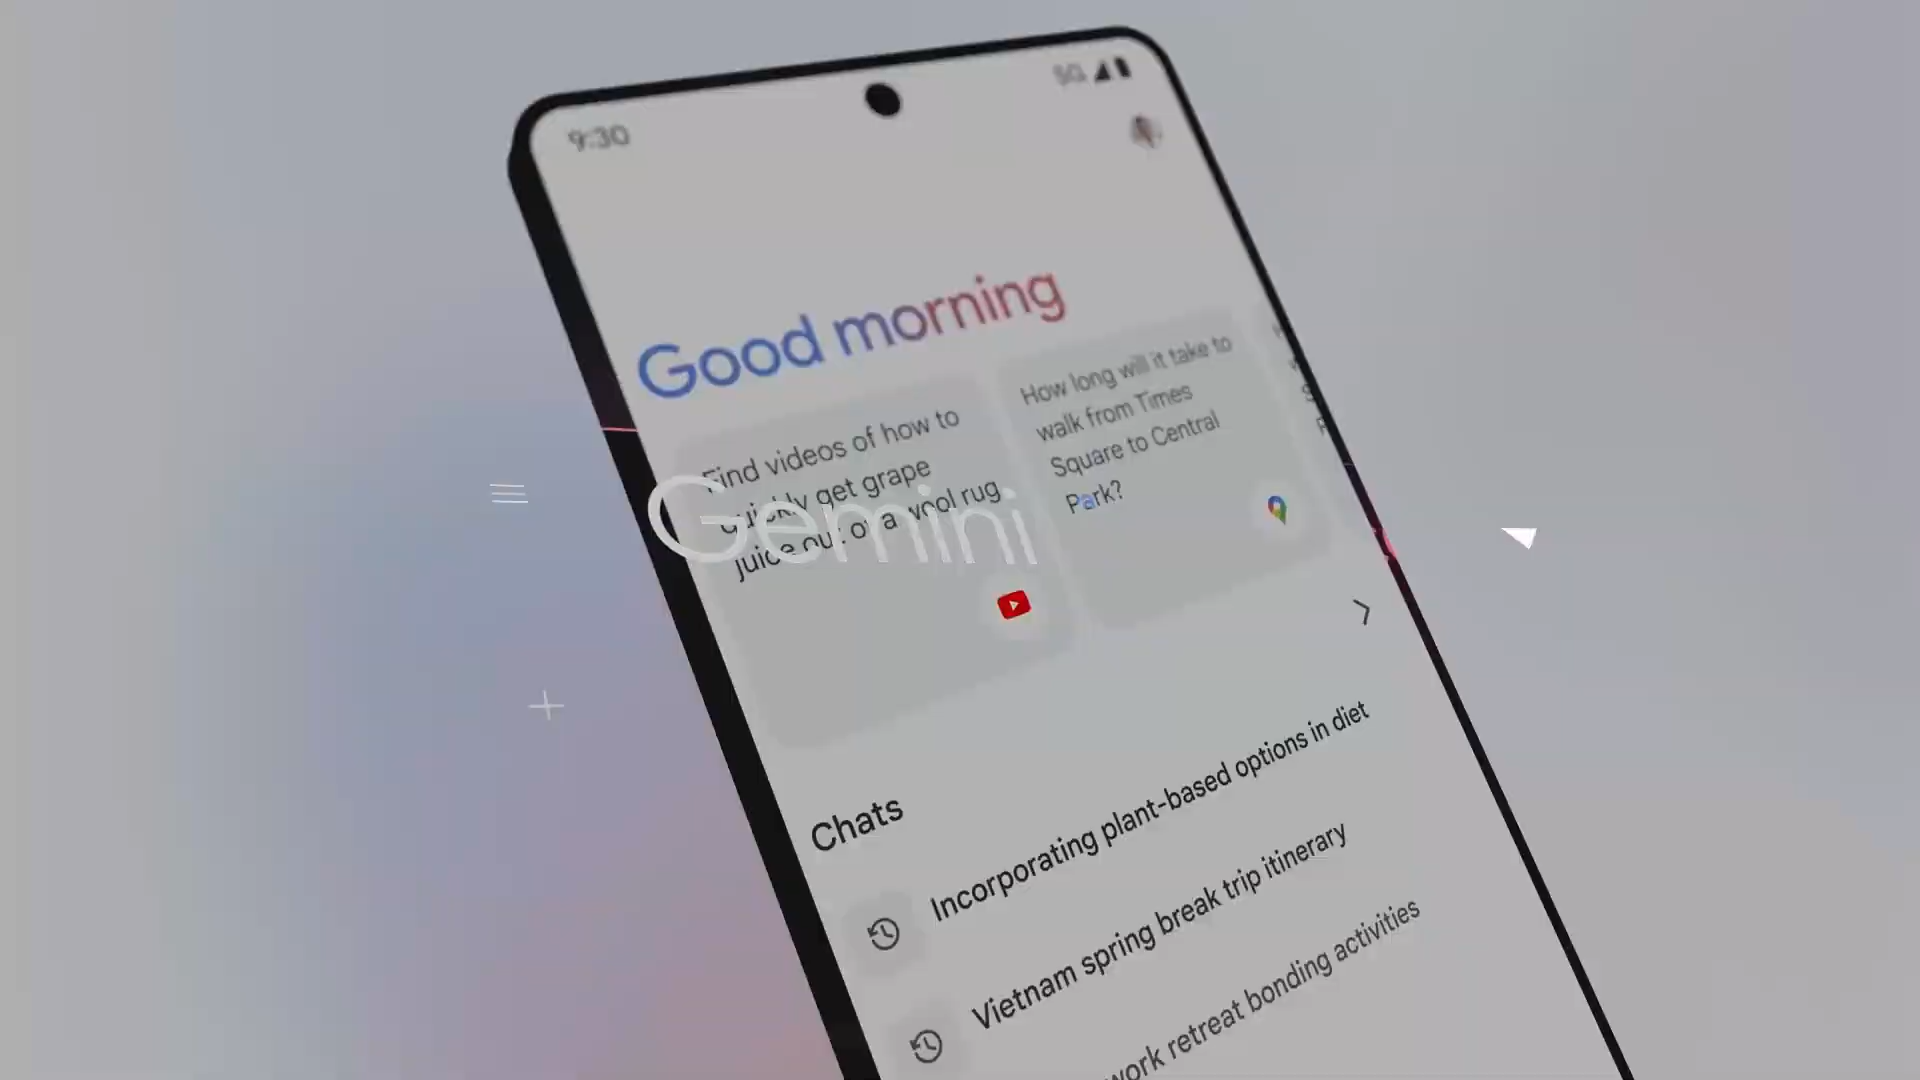 9:30
5G
Good morning
Find videos of how to
quickly get grape
juice out of a wool rug
How long will it take to
walk from Times
Square to Central
Park?
Gemini
Chats
Incorporating plant-based options in diet
Vietnam spring break trip itinerary
work retreat bonding activities